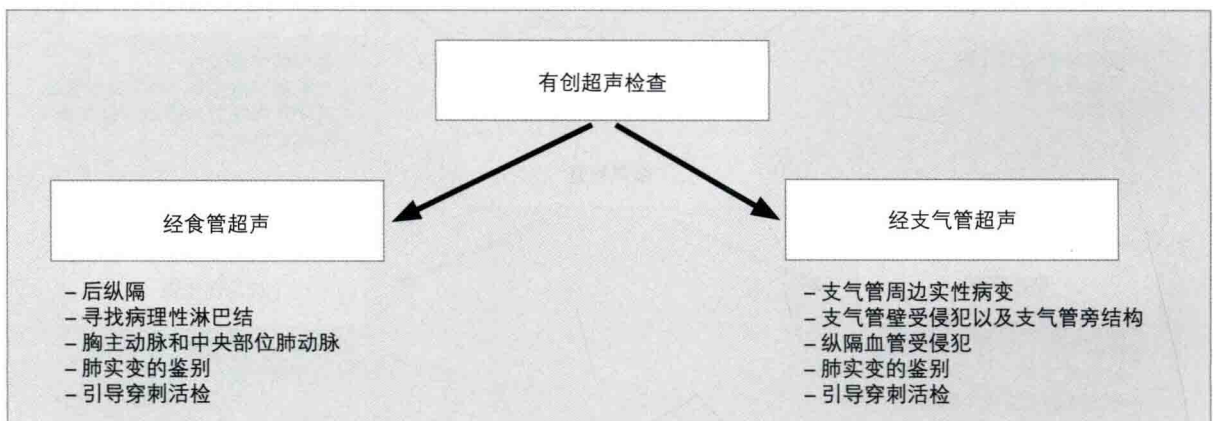 有创超声检查
经食管超声
– 后纵隔
– 寻找病理性淋巴结
– 胸主动脉和中央部位肺动脉
– 肺实变的鉴别
– 引导穿刺活检
经支气管超声
– 支气管周边实性病变
– 支气管壁受侵犯以及支气管旁结构
– 纵隔血管受侵犯
– 肺实变的鉴别
– 引导穿刺活检